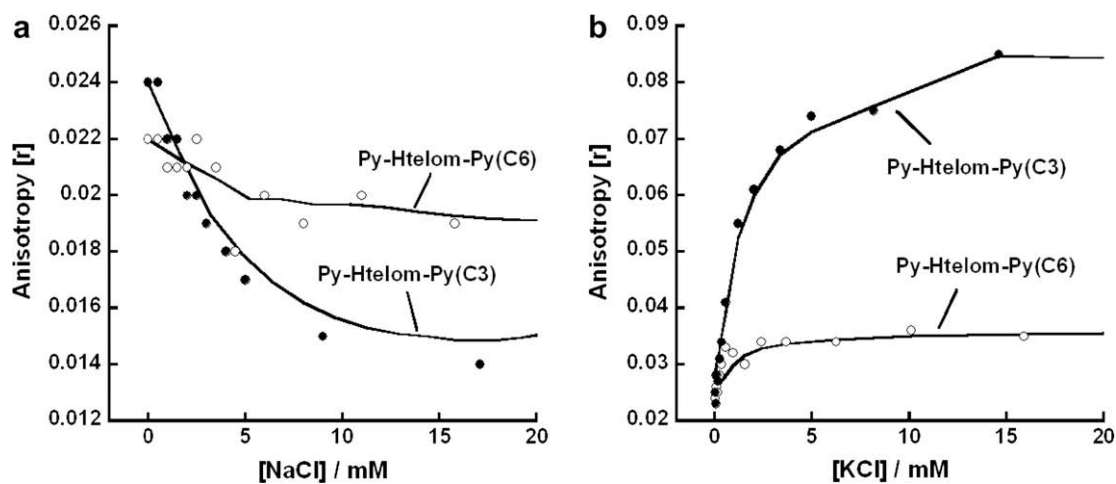 a
Anisotropy [r]
0.026
0.024
0.022
0.02
0.018
0.016
0.014
0.012
Py-Htelom-Py(C6)
Py-Htelom-Py(C3)
0 5 10 15 20
[NaCl] / mM
b
Anisotropy [r]
0.09
0.08
0.07
0.06
0.05
0.04
0.03
0.02
Py-Htelom-Py(C3)
Py-Htelom-Py(C6)
0 5 10 15 20
[KCl] / mM